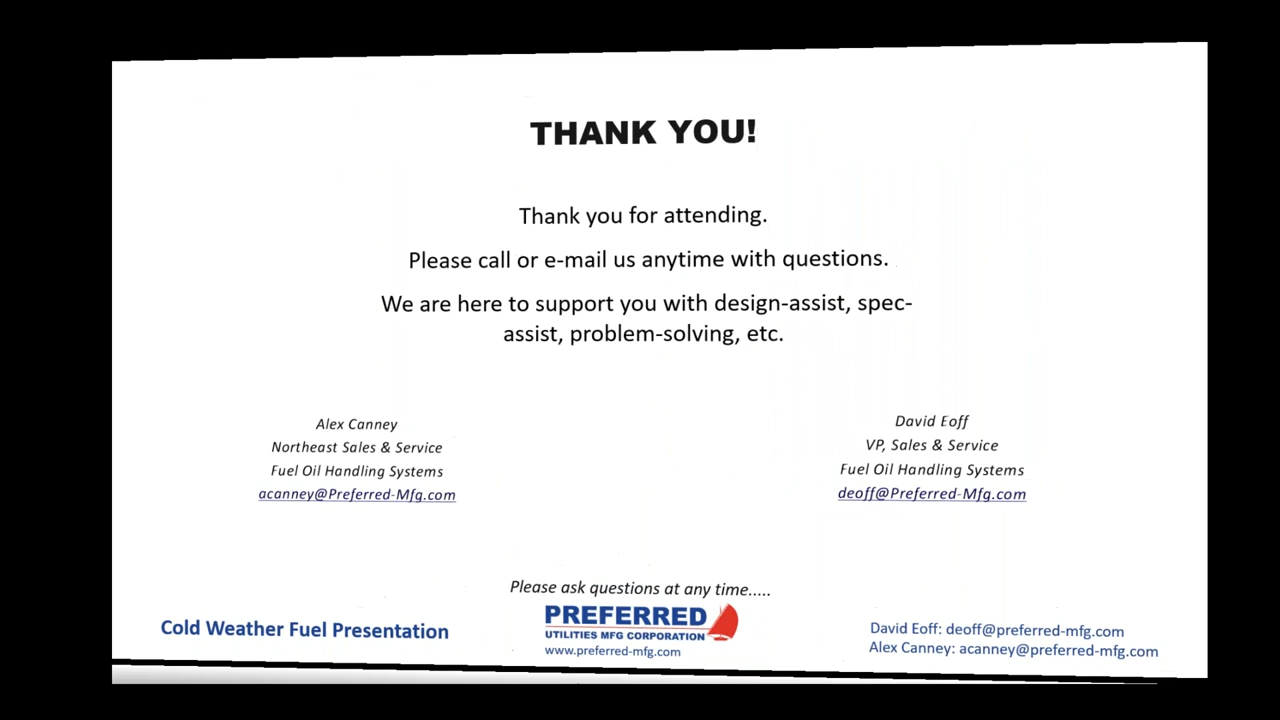 THANK YOU!
Thank you for attending.
Please call or e-mail us anytime with questions.
We are here to support you with design-assist, spec-
assist, problem-solving, etc.
Alex Canney
Northeast Sales & Service
Fuel Oil Handling Systems
acanney@Preferred-Mfg.com
David Eoff
VP, Sales & Service
Fuel Oil Handling Systems
deoff@Preferred-Mfg.com
Please ask questions at any time.....
Cold Weather Fuel Presentation
PREFERRED
UTILITIES MFG CORPORATION
www.preferred-mfg.com
David Eoff: deoff@preferred-mfg.com
Alex Canney: acanney@preferred-mfg.com